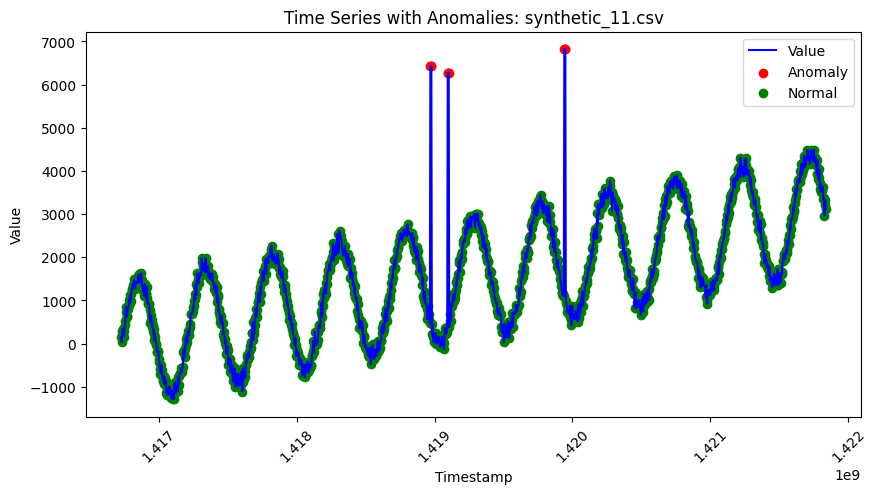 Time Series with Anomalies: synthetic_11.csv
Value
Anomaly
Normal
7000
6000
5000
4000
3000
2000
1000
0
−1000
Value
1.417
1.418
1.419
1.420
1.421
1.422
1e9
Timestamp